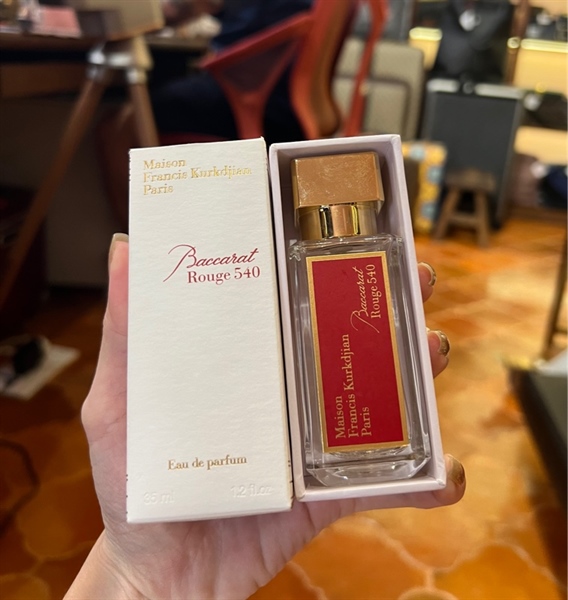 Maison
Francis Kurkdjian
Paris
Baccarat
Rouge 540
Eau de parfum
35 ml
1.2 fl.oz.
Baccarat
Rouge 540
Maison
Francis Kurkdjian
Paris